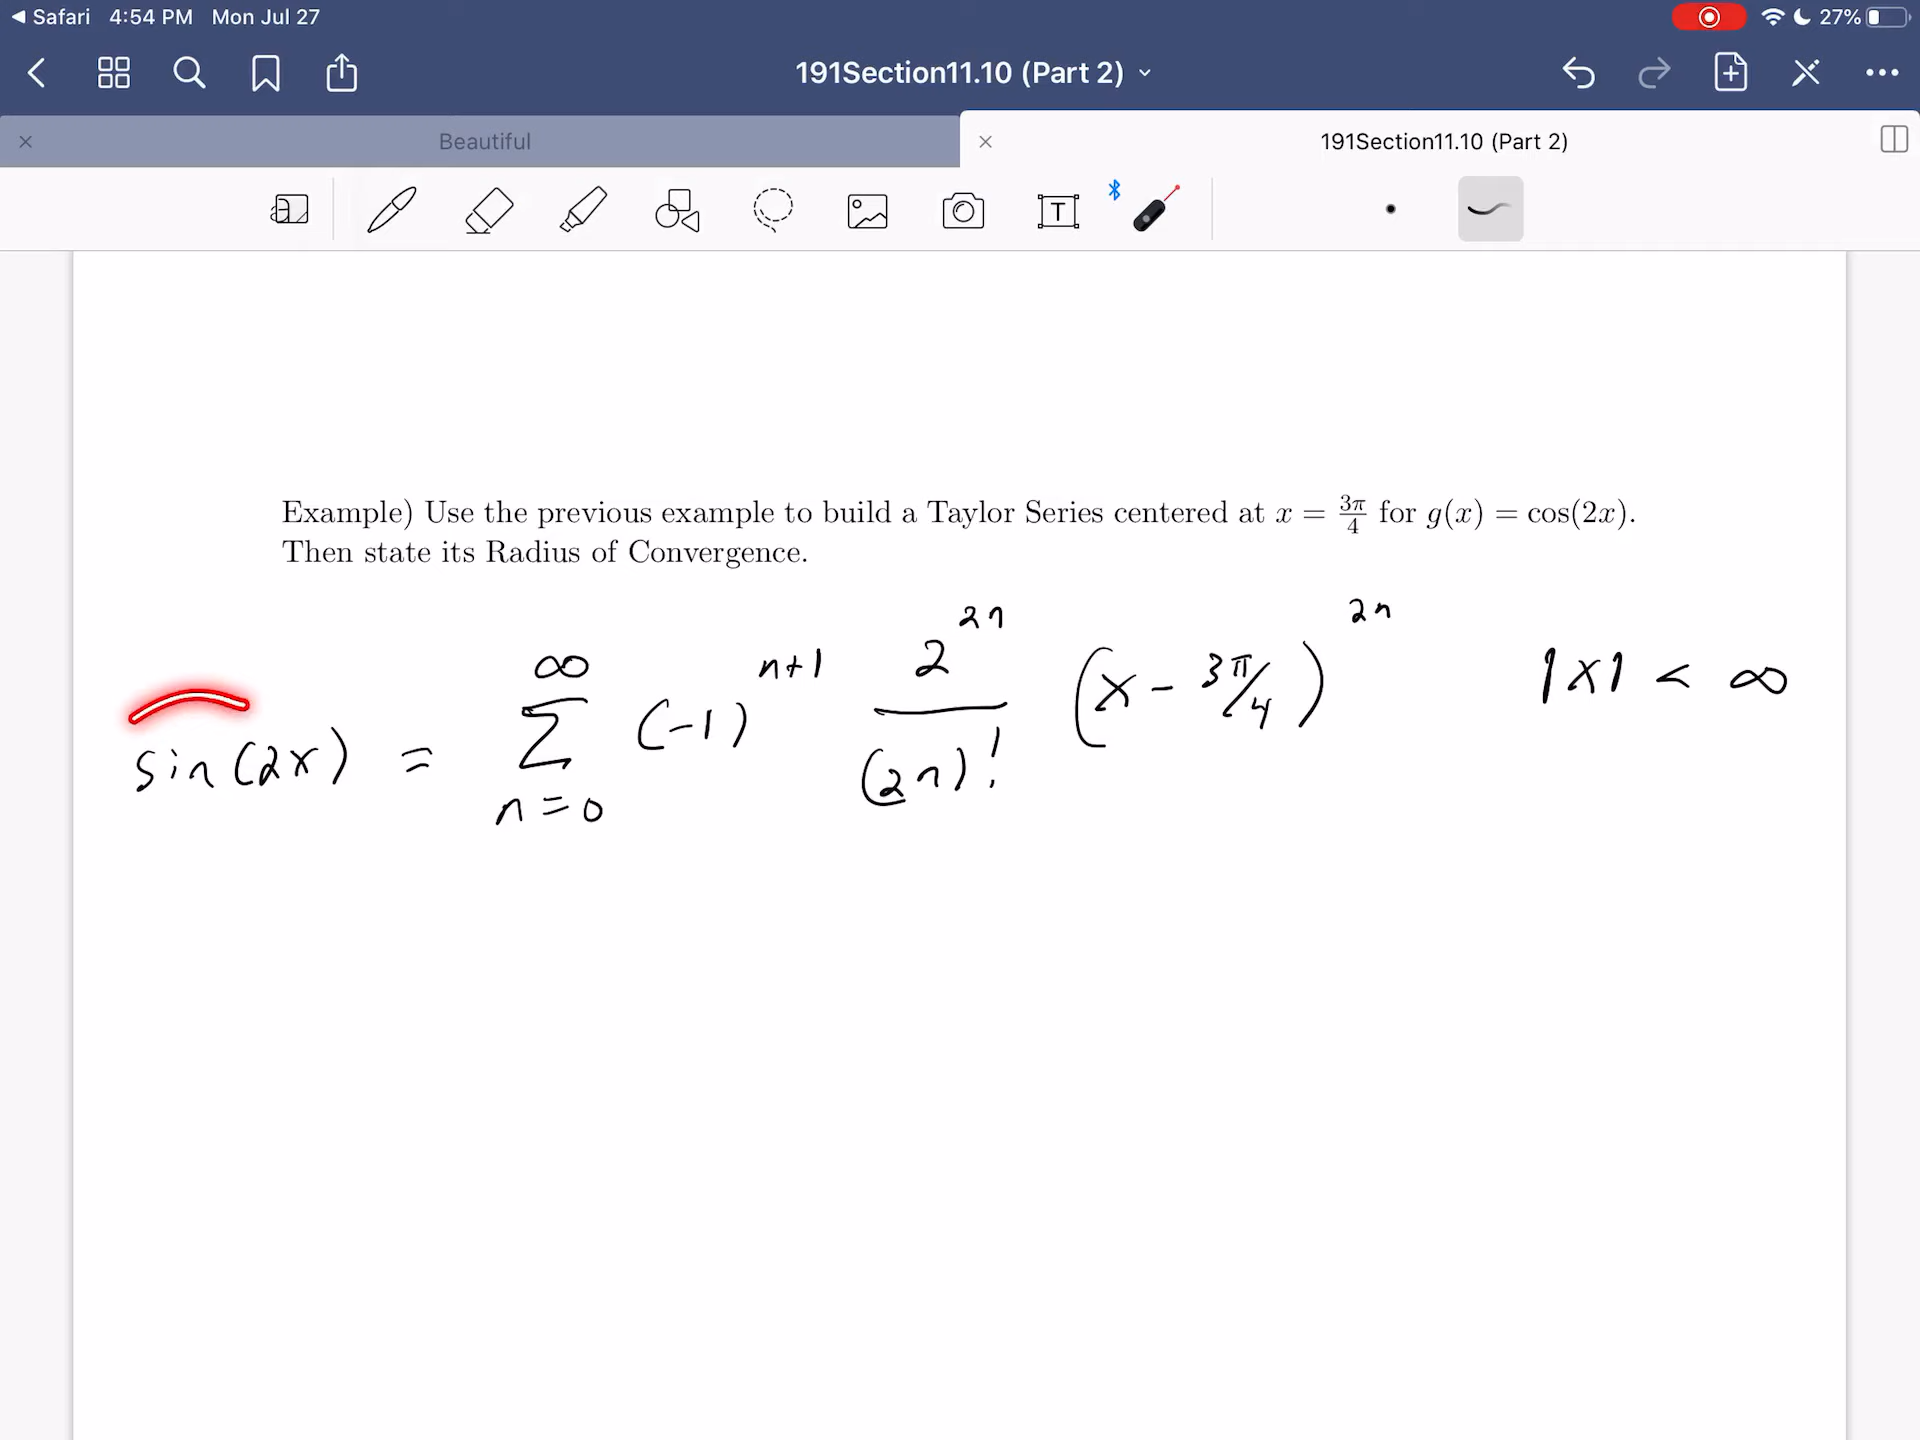 Safari 4:54 PM Mon Jul 27 27%
191Section11.10 (Part 2)
Beautiful 191Section11.10 (Part 2)
T
Example) Use the previous example to build a Taylor Series centered at x = 3π/4 for g(x) = cos(2x).
Then state its Radius of Convergence.
sin(2x) = ∞ Σ n=0 (-1)^{n+1} 2^{2n}/(2n)! (x - 3π/4)^{2n} |x| < ∞